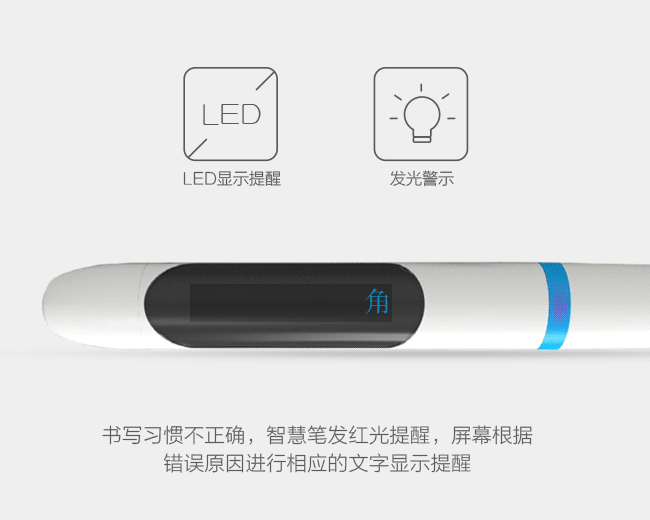 LED
LED显示提醒
发光警示
角
书写习惯不正确，智慧笔发红光提醒，屏幕根据
错误原因进行相应的文字显示提醒